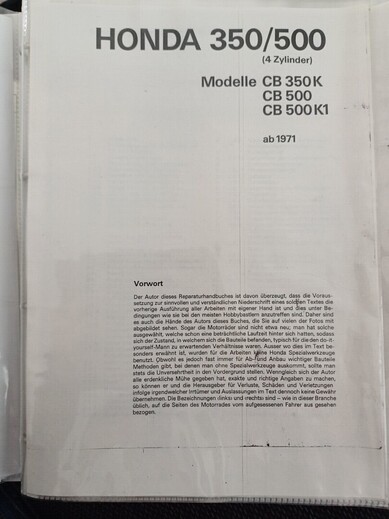 HONDA 350/500
(4 Zylinder)
Modelle CB 350K
CB 500
CB 500K1
ab 1971
Vorwort
Der Autor dieses Reparaturhandbuches ist davon überzeugt, dass die Voraus-
setzung zur sinnvollen und verständlichen Niederschrift eines solchen Textes die
vorherige Ausführung aller Arbeiten mit eigener Hand ist und dies unter Be-
dingungen wie sie bei den meisten Hobbybastlern anzutreffen sind. Daher sind
es auch die Hände des Autors dieses Buches, die Sie auf vielen der Fotos mit
abgebildet sehen. Sogar die Motorräder sind nicht etwa neu; man hat solche
ausgewählt, welche schon eine beträchtliche Laufzeit hinter sich hatten, sodass
sich der Zustand, in welchem sich die Bauteile befanden, typisch für die den do-it-
yourself-Mann zu erwartenden Verhältnisse waren. Ausser wo dies im Text be-
sonders erwähnt ist, wurden für die Arbeiten keine Honda Spezialwerkzeuge
benutzt. Obwohl es jedoch fast immer für Ab- und Anbau wichtiger Bauteile
Methoden gibt, bei denen man ohne Spezialwerkzeuge auskommt, sollte man
stets die Unversehrtheit in den Vordergrund stellen. Wenngleich sich der Autor
alle erdenkliche Mühe gegeben hat, exakte und richtige Angaben zu machen,
so können er und die Herausgeber für Verluste, Schäden und Verletzungen
infolge irgendwelcher Irrtümer und Auslassungen im Text dennoch keine Gewähr
übernehmen. Die Bezeichnungen ‹links› und ‹rechts› sind – wie in dieser Branche
üblich, auf die Seiten des Motorrades vom aufgesessenen Fahrer aus gesehen
bezogen.